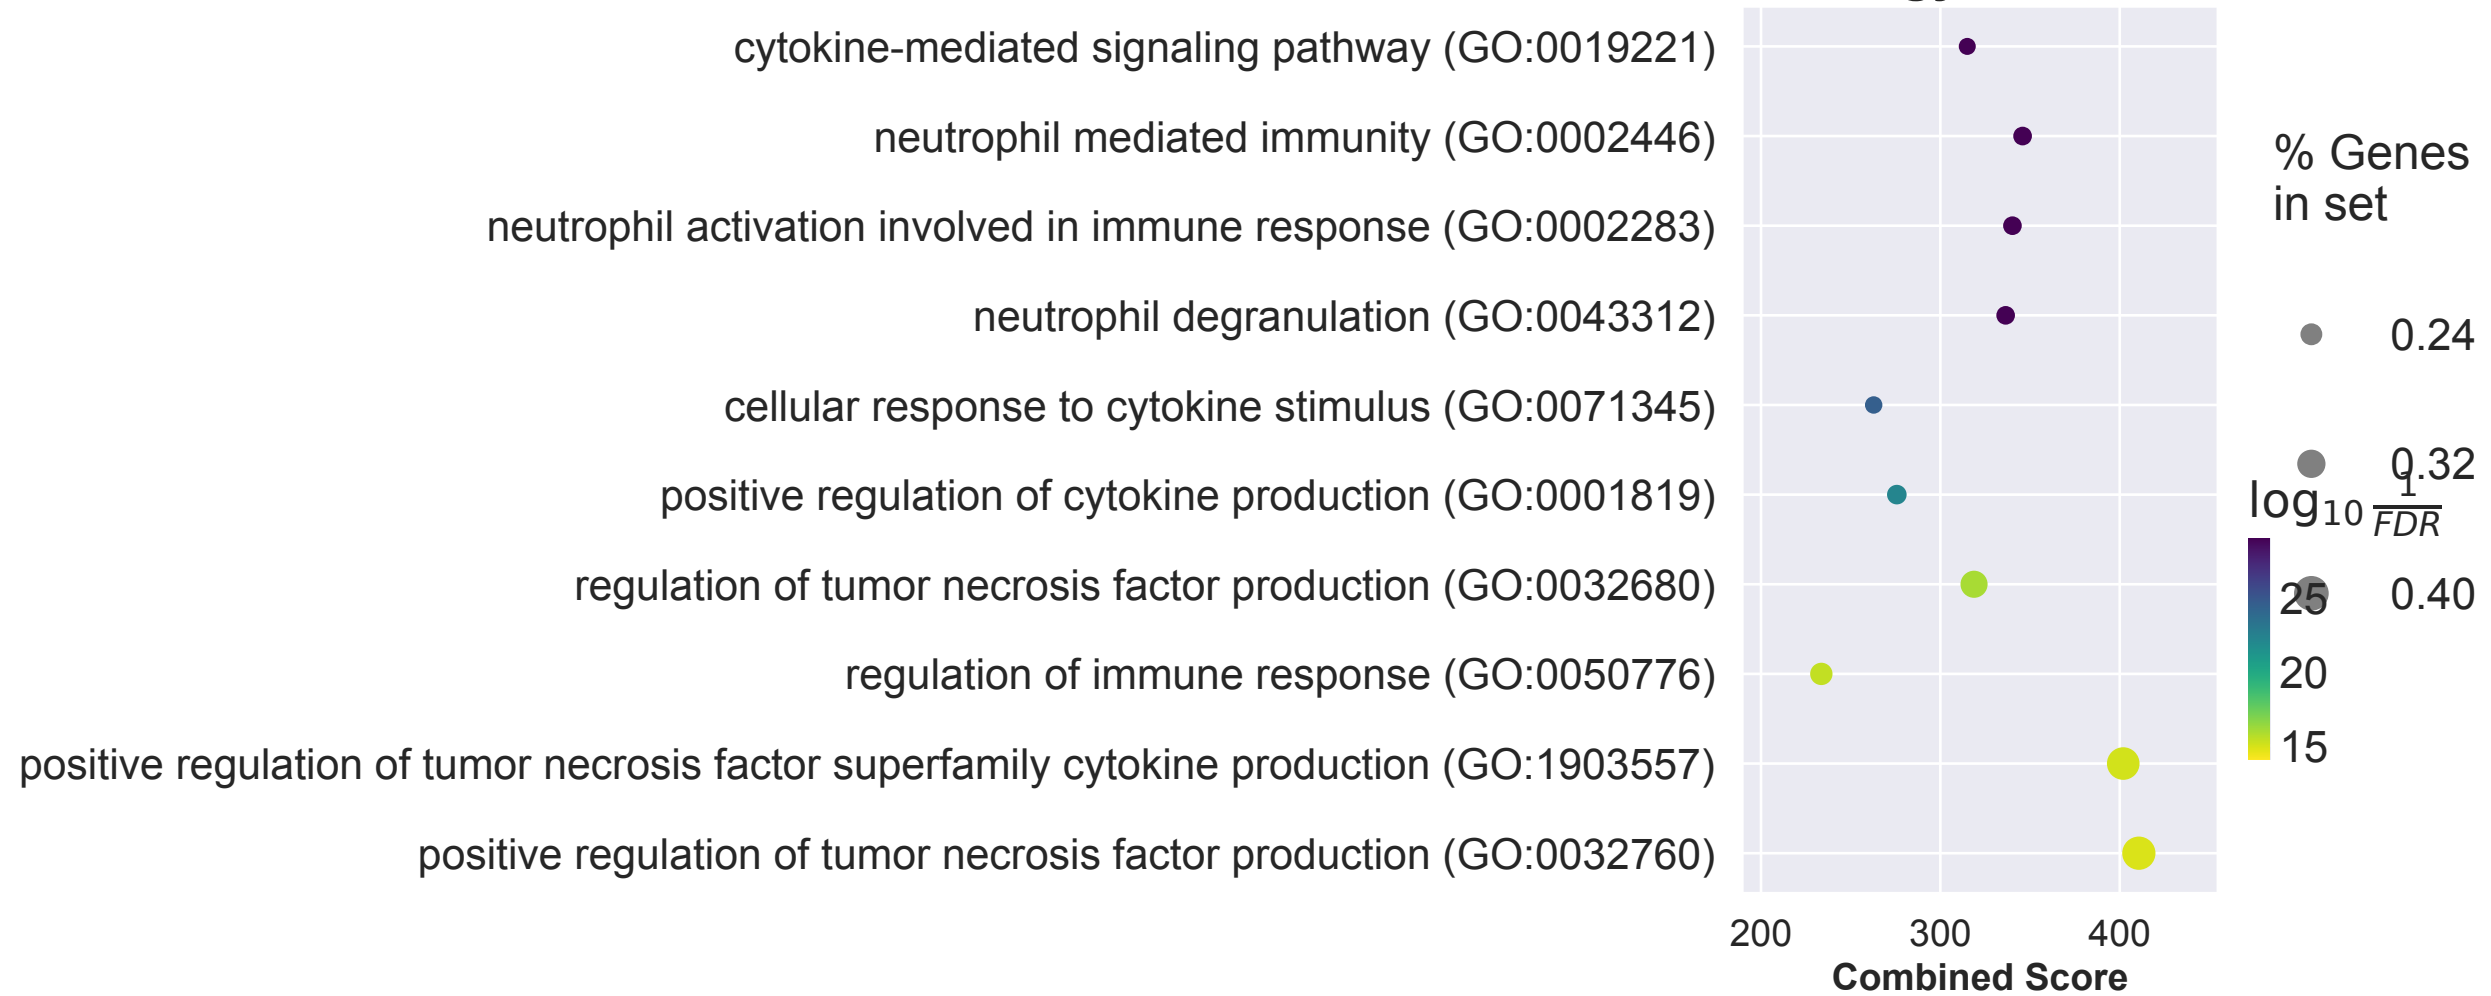 cytokine-mediated signaling pathway (GO:0019221)
neutrophil mediated immunity (GO:0002446)
neutrophil activation involved in immune response (GO:0002283)
neutrophil degranulation (GO:0043312)
cellular response to cytokine stimulus (GO:0071345)
positive regulation of cytokine production (GO:0001819)
regulation of tumor necrosis factor production (GO:0032680)
regulation of immune response (GO:0050776)
positive regulation of tumor necrosis factor superfamily cytokine production (GO:1903557)
positive regulation of tumor necrosis factor production (GO:0032760)
200 300 400
Combined Score
% Genes
in set
0.24
0.32
0.40
log₁₀ 1/FDR
25
20
15